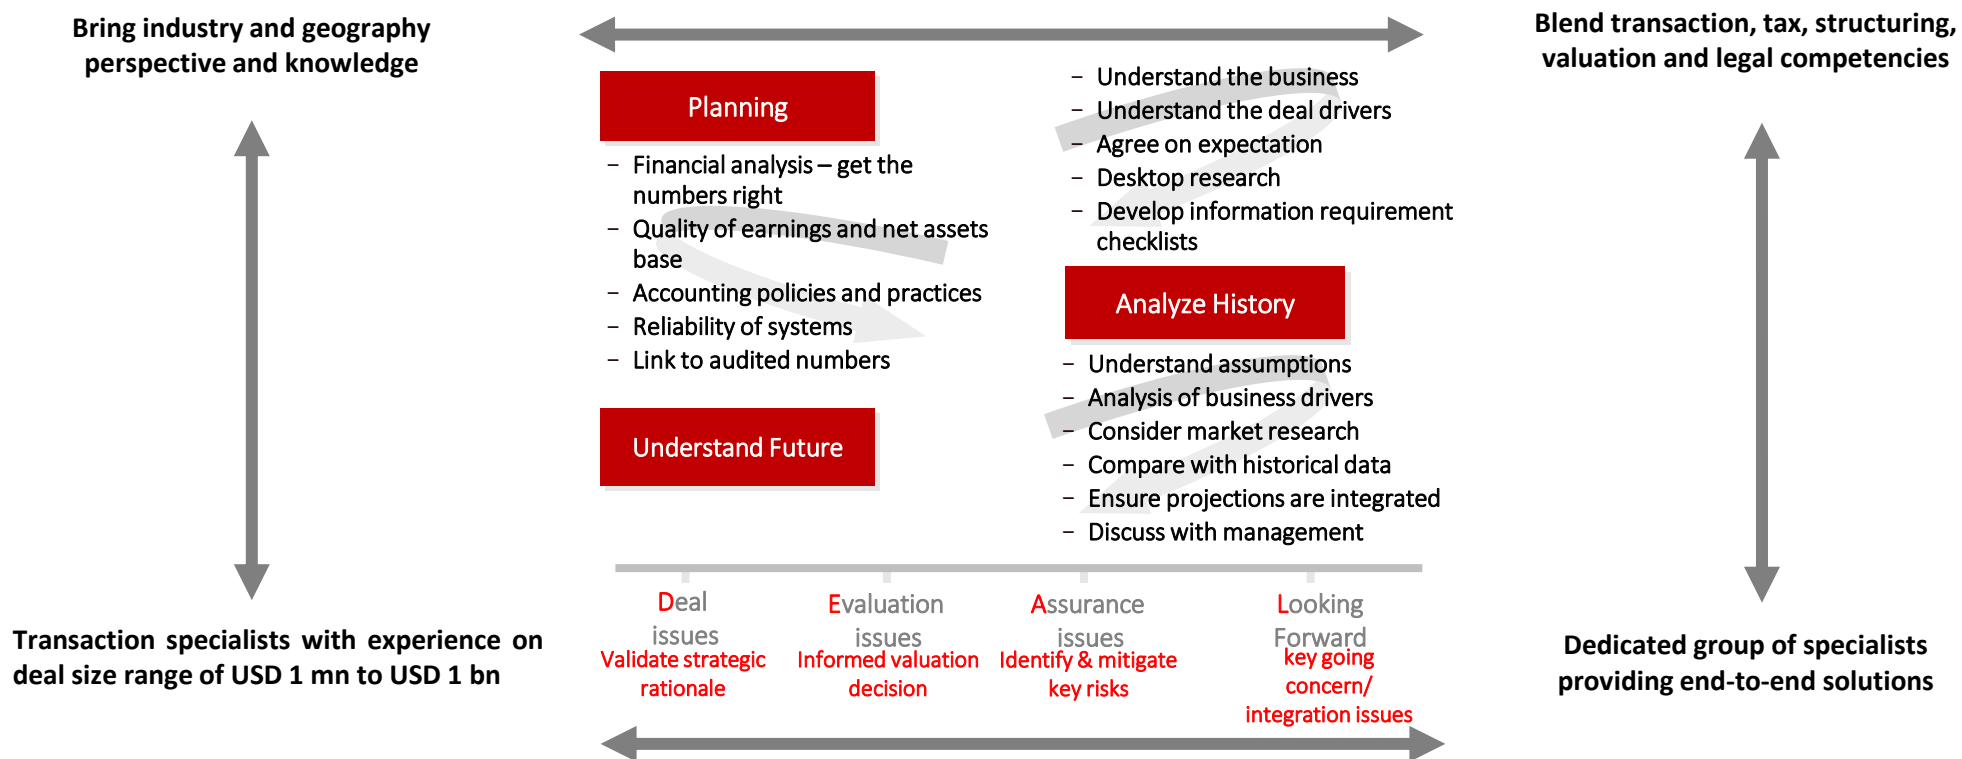 Bring industry and geography
perspective and knowledge
Blend transaction, tax, structuring,
valuation and legal competencies
Planning
– Understand the business
– Understand the deal drivers
– Agree on expectation
– Desktop research
– Develop information requirement
checklists
– Financial analysis – get the
numbers right
– Quality of earnings and net assets
base
– Accounting policies and practices
– Reliability of systems
– Link to audited numbers
Analyze History
– Understand assumptions
– Analysis of business drivers
– Consider market research
– Compare with historical data
– Ensure projections are integrated
– Discuss with management
Understand Future
Deal
issues
Validate strategic
rationale
Evaluation
issues
Informed valuation
decision
Assurance
issues
Identify & mitigate
key risks
Looking
Forward
key going
concern/
integration issues
Transaction specialists with experience on
deal size range of USD 1 mn to USD 1 bn
Dedicated group of specialists
providing end-to-end solutions